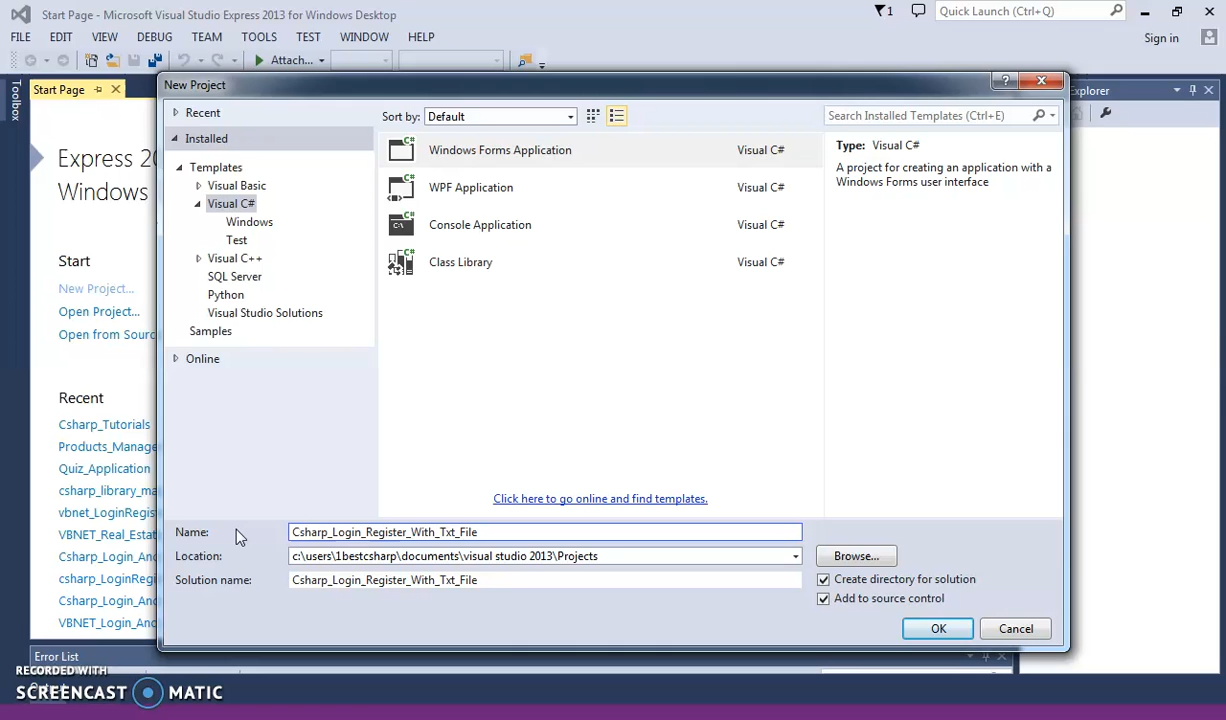 Start Page - Microsoft Visual Studio Express 2013 for Windows Desktop
1
Quick Launch (Ctrl+Q)
FILE EDIT VIEW DEBUG TEAM TOOLS TEST WINDOW HELP
Sign in
Attach...
Toolbox
Start Page
Explorer
Express 20
Windows
Start
New Project...
Open Project...
Open from Sourc
Recent
Csharp_Tutorials
Products_Manage
Quiz_Application
csharp_library_ma
vbnet_LoginRegis
VBNET_Real_Estat
Csharp_Login_An
csharp_LoginRegi
Csharp_Login_An
VBNET_Login_An
New Project
?
Recent
Installed
Templates
Visual Basic
Visual C#
Windows
Test
Visual C++
SQL Server
Python
Visual Studio Solutions
Samples
Online
Sort by: Default
Search Installed Templates (Ctrl+E)
Windows Forms Application Visual C#
WPF Application Visual C#
Console Application Visual C#
Class Library Visual C#
Type: Visual C#
A project for creating an application with a
Windows Forms user interface
Click here to go online and find templates.
Name: Csharp_Login_Register_With_Txt_File
Location: c:\users\1bestcsharp\documents\visual studio 2013\Projects
Browse...
Solution name: Csharp_Login_Register_With_Txt_File
Create directory for solution
Add to source control
OK Cancel
Error List
RECORDED WITH
SCREENCAST MATIC